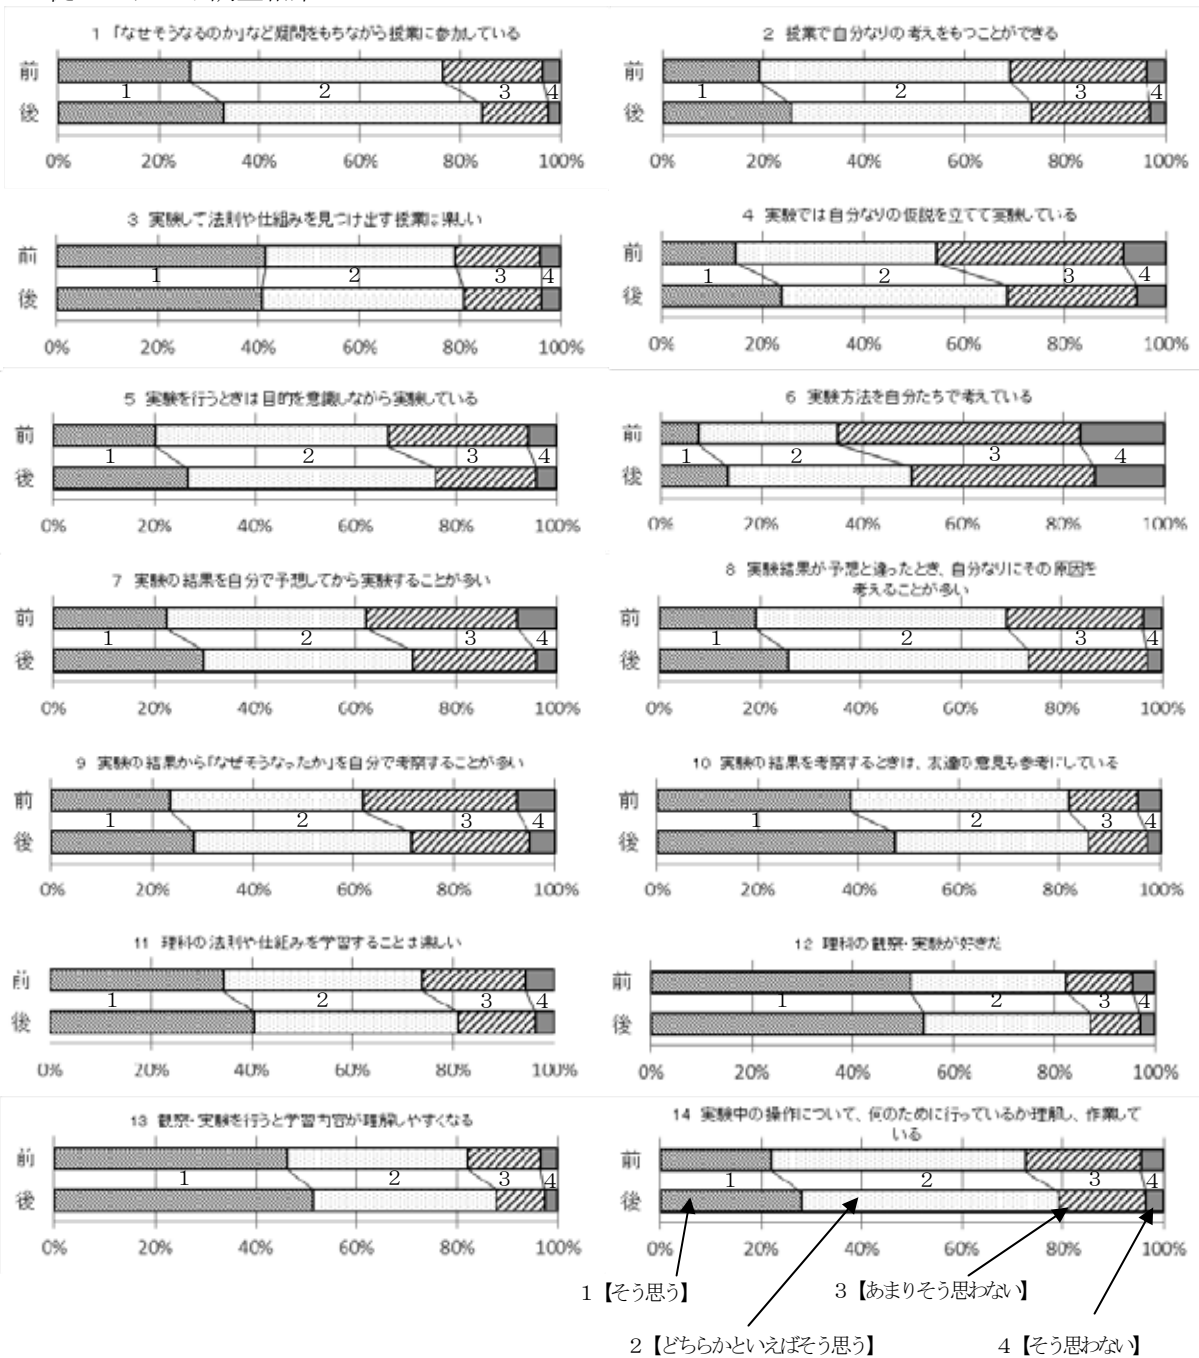 1 「なぜそうなるのか」など疑問をもちながら授業に参加している
前
1 2 3 4
後
0% 20% 40% 60% 80% 100%
2 授業で自分なりの考えをもつことができる
前
1 2 3 4
後
0% 20% 40% 60% 80% 100%
3 実験して法則や仕組みを見つけ出す授業は楽しい
前
1 2 3 4
後
0% 20% 40% 60% 80% 100%
4 実験では自分なりの仮説を立てて実験している
前
1 2 3 4
後
0% 20% 40% 60% 80% 100%
5 実験を行うときは目的を意識しながら実験している
前
1 2 3 4
後
0% 20% 40% 60% 80% 100%
6 実験方法を自分たちで考えている
前
1 2 3 4
後
0% 20% 40% 60% 80% 100%
7 実験の結果を自分で予想してから実験することが多い
前
1 2 3 4
後
0% 20% 40% 60% 80% 100%
8 実験結果が予想と違ったとき、自分なりにその原因を
考えることが多い
前
1 2 3 4
後
0% 20% 40% 60% 80% 100%
9 実験の結果から「なぜそうなったか」を自分で考察することが多い
前
1 2 3 4
後
0% 20% 40% 60% 80% 100%
10 実験の結果を考察するときは、友達の意見も参考にしている
前
1 2 3 4
後
0% 20% 40% 60% 80% 100%
11 理科の法則や仕組みを学習することは楽しい
前
1 2 3 4
後
0% 20% 40% 60% 80% 100%
12 理科の観察・実験が好きだ
前
1 2 3 4
後
0% 20% 40% 60% 80% 100%
13 観察・実験を行うと学習内容が理解しやすくなる
前
1 2 3 4
後
0% 20% 40% 60% 80% 100%
14 実験中の操作について、何のために行っているか理解し、作業して
いる
前
1 2 3 4
後
0% 20% 40% 60% 80% 100%
1【そう思う】
3【あまりそう思わない】
2【どちらかといえばそう思う】
4【そう思わない】